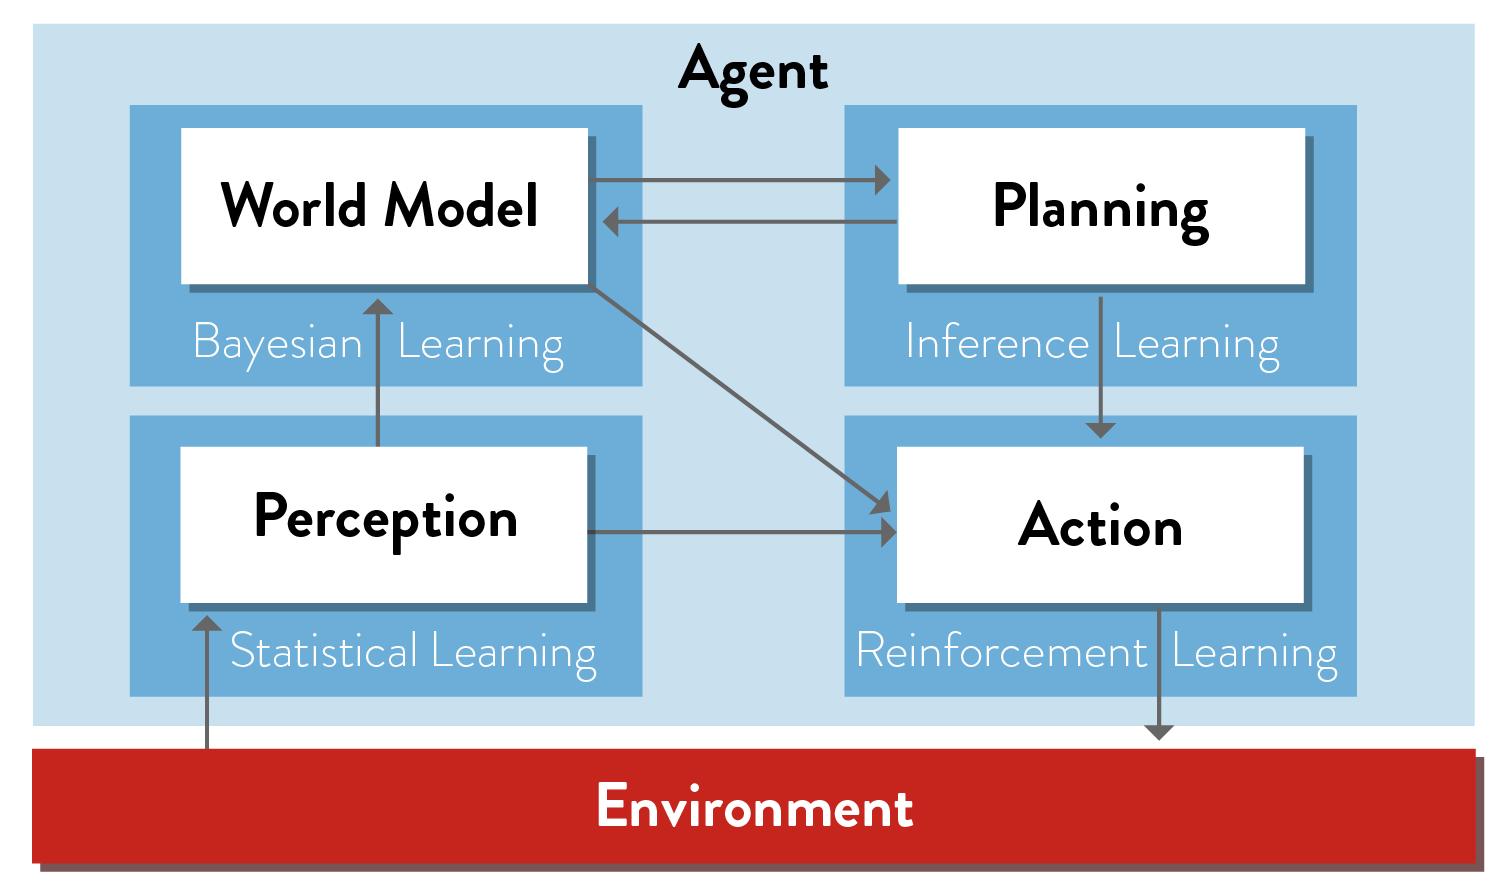 Agent
World Model
Planning
Bayesian Learning
Inference Learning
Perception
Action
Statistical Learning
Reinforcement Learning
Environment